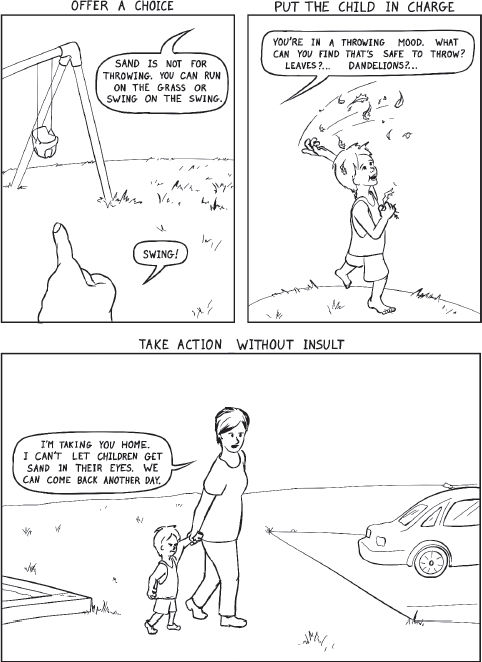 OFFER A CHOICE
SAND IS NOT FOR
THROWING. YOU CAN RUN
ON THE GRASS OR
SWING ON THE SWING.
SWING!
PUT THE CHILD IN CHARGE
YOU'RE IN A THROWING MOOD. WHAT
CAN YOU FIND THAT'S SAFE TO THROW?
LEAVES?... DANDELIONS?...
TAKE ACTION WITHOUT INSULT
I'M TAKING YOU HOME.
I CAN'T LET CHILDREN GET
SAND IN THEIR EYES. WE
CAN COME BACK ANOTHER DAY.